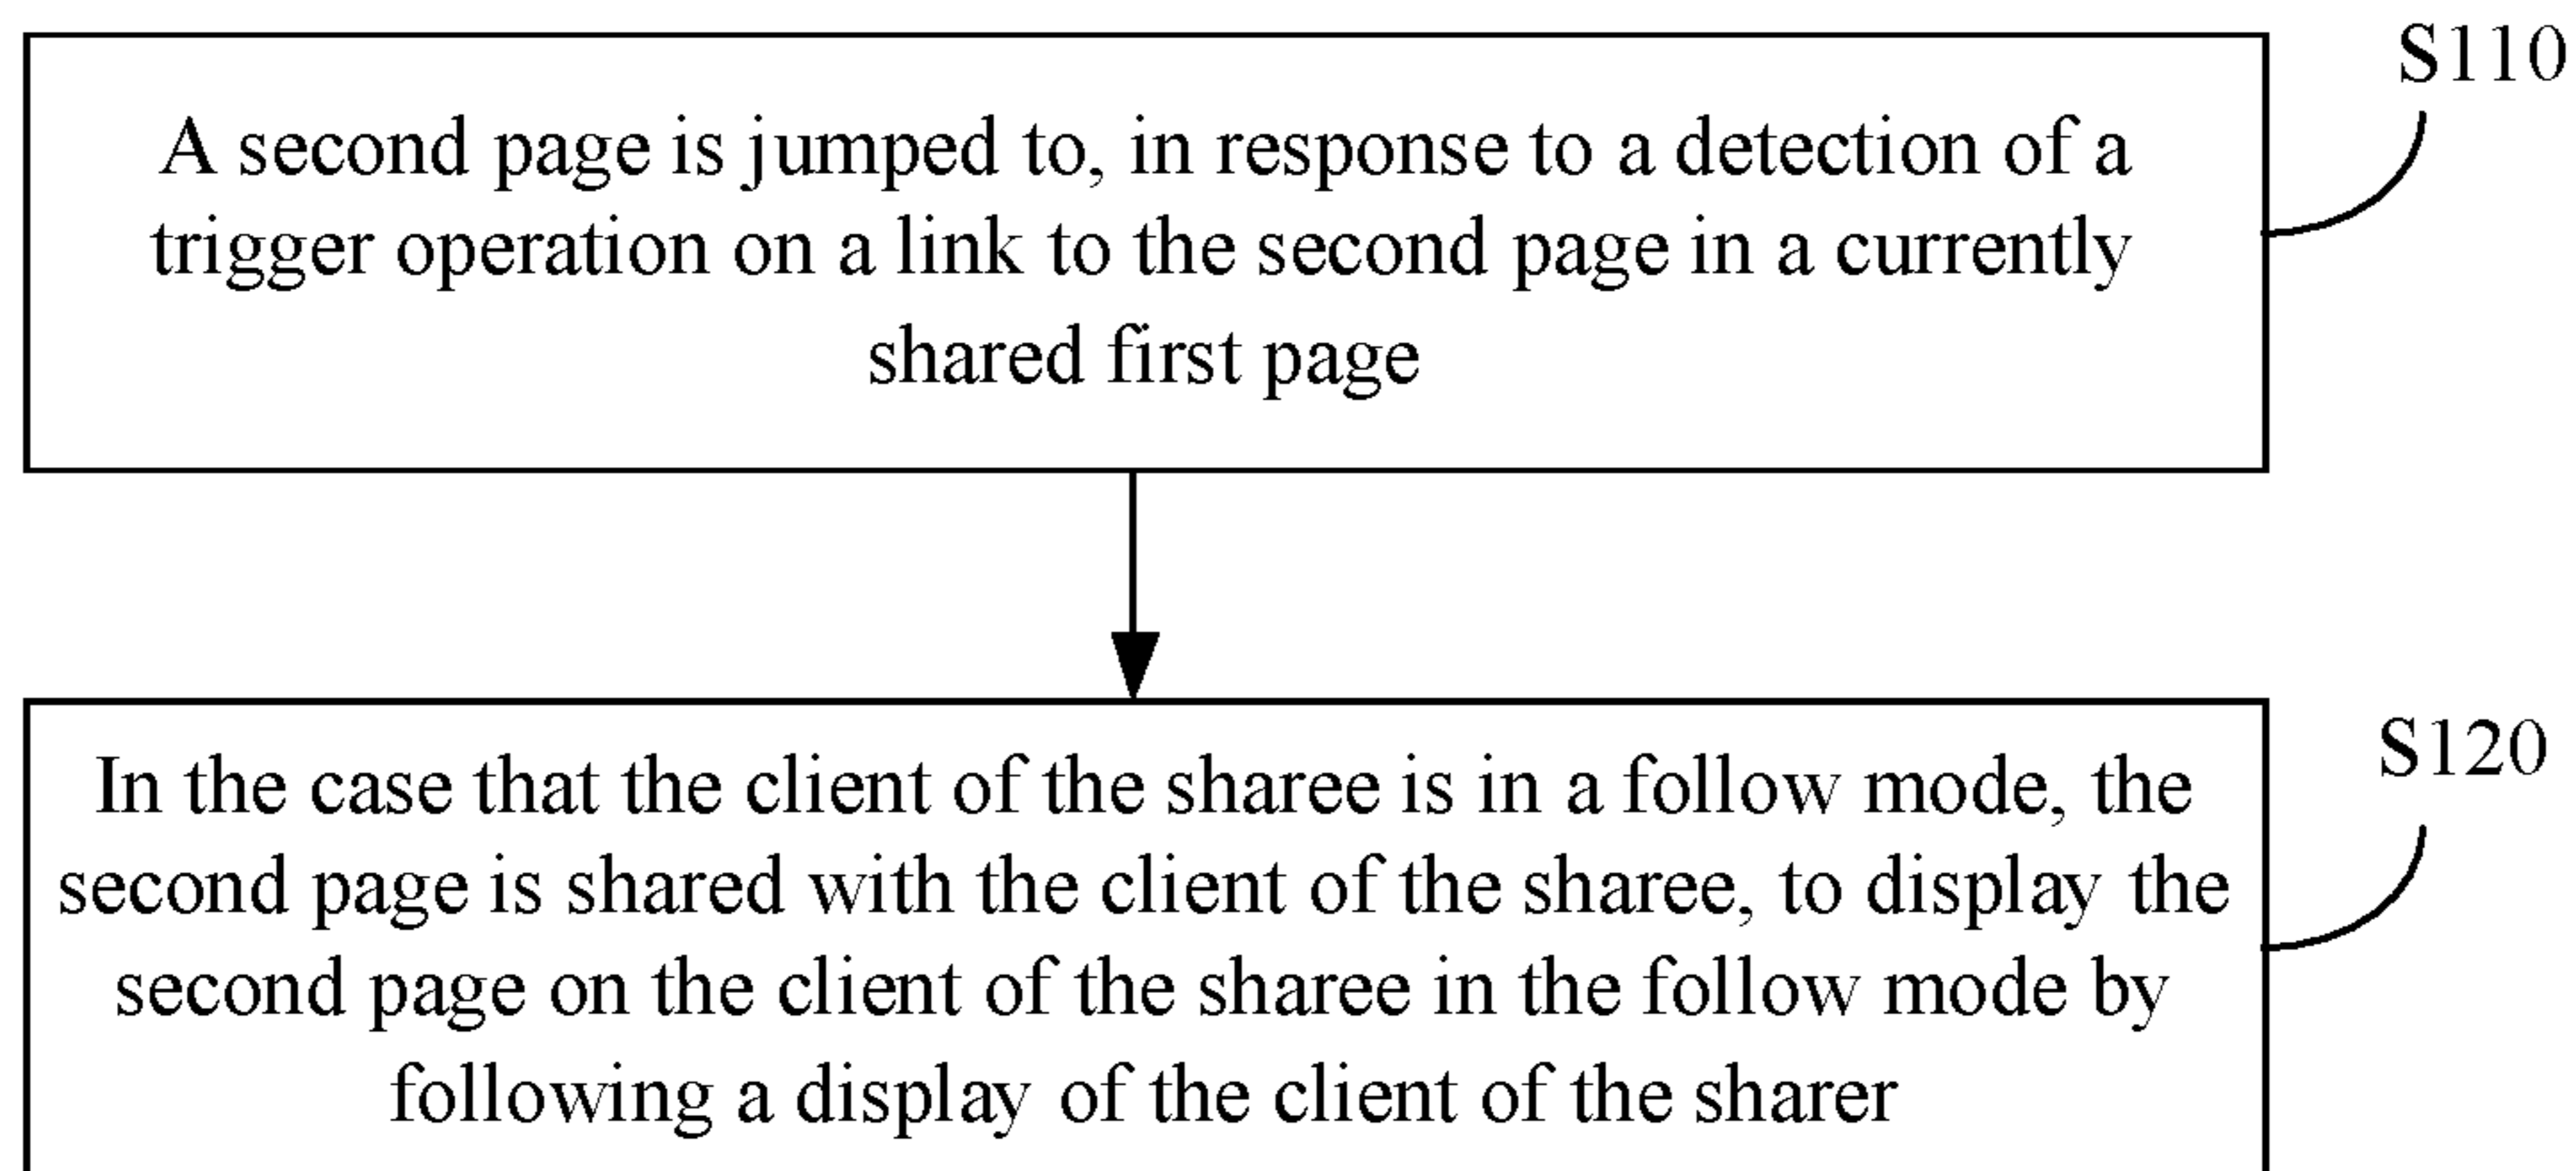 S110
A second page is jumped to, in response to a detection of a
trigger operation on a link to the second page in a currently
shared first page
S120
In the case that the client of the sharee is in a follow mode, the
second page is shared with the client of the sharee, to display the
second page on the client of the sharee in the follow mode by
following a display of the client of the sharer